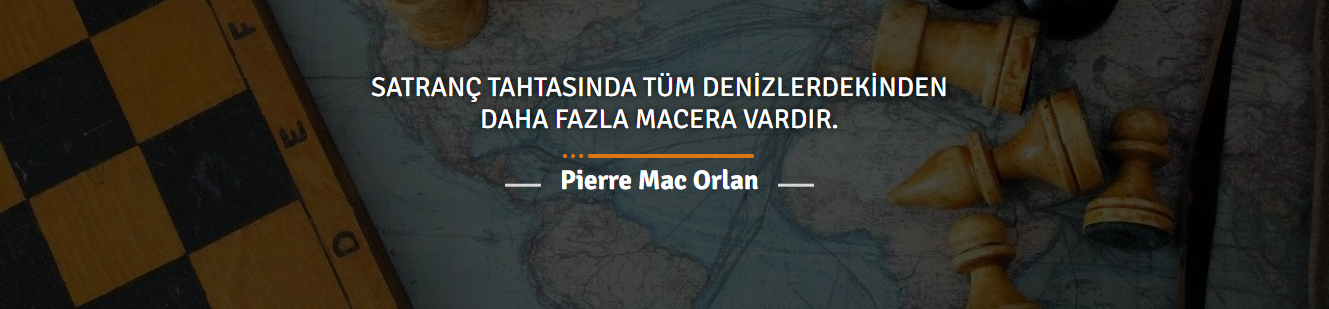 SATRANÇ TAHTASINDA TÜM DENİZLERDEKİNDEN
DAHA FAZLA MACERA VARDIR.
Pierre Mac Orlan
F
E
D